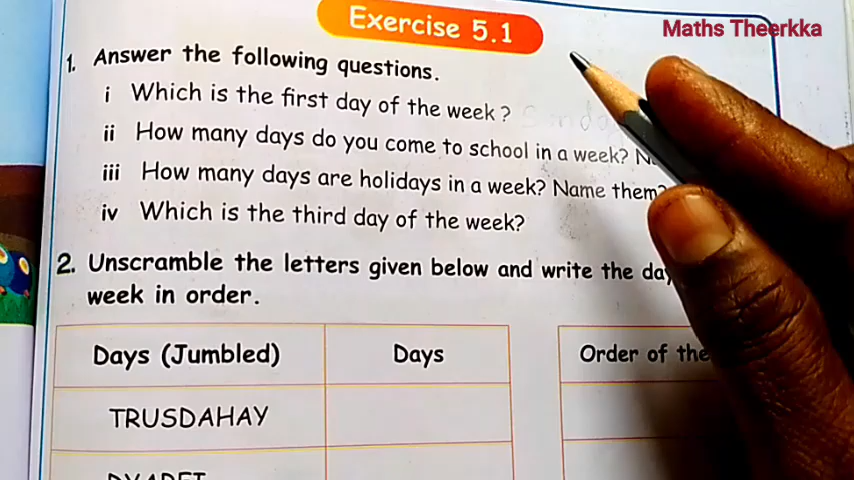 Exercise 5.1
Maths Theerkka
1. Answer the following questions.
i Which is the first day of the week?
ii How many days do you come to school in a week?
iii How many days are holidays in a week? Name them?
iv Which is the third day of the week?
2. Unscramble the letters given below and write the
week in order.
Days (Jumbled) Days Order of the
TRUSDAHAY